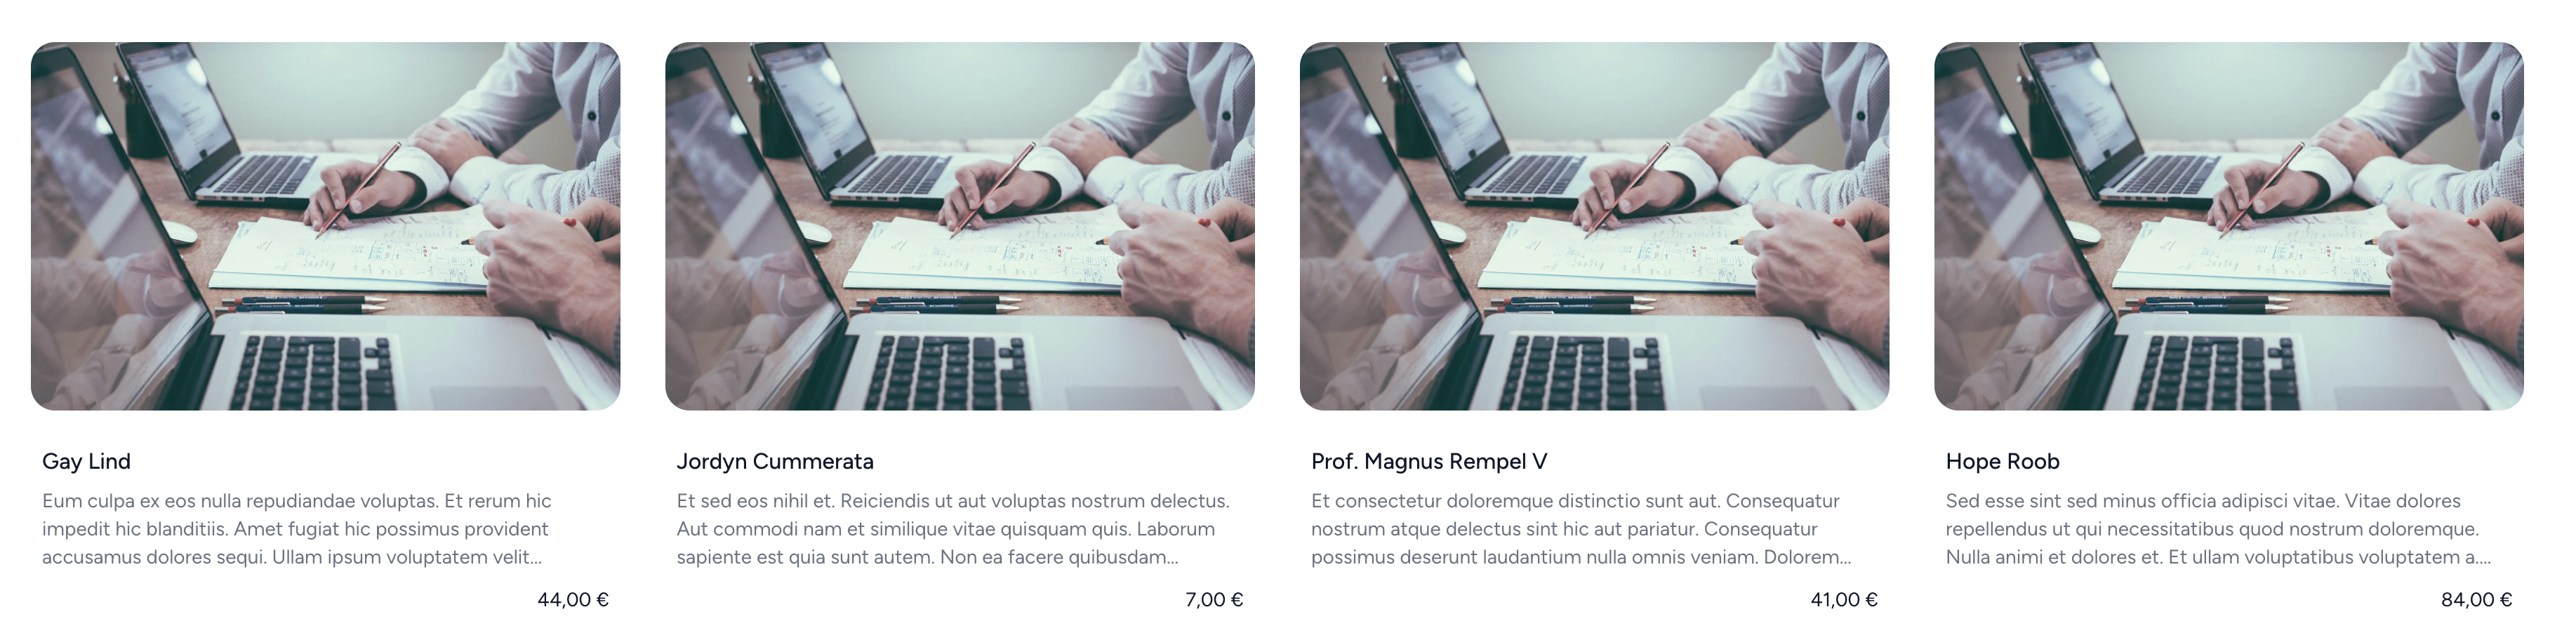 Gay Lind
Eum culpa ex eos nulla repudiandae voluptas. Et rerum hic
impedit hic blanditiis. Amet fugiat hic possimus provident
accusamus dolores sequi. Ullam ipsum voluptatem velit...
44,00 €
Jordyn Cummerata
Et sed eos nihil et. Reiciendis ut aut voluptas nostrum delectus.
Aut commodi nam et similique vitae quisquam quis. Laborum
sapiente est quia sunt autem. Non ea facere quibusdam...
7,00 €
Prof. Magnus Rempel V
Et consectetur doloremque distinctio sunt aut. Consequatur
nostrum atque delectus sint hic aut pariatur. Consequatur
possimus deserunt laudantium nulla omnis veniam. Dolorem...
41,00 €
Hope Roob
Sed esse sint sed minus officia adipisci vitae. Vitae dolores
repellendus ut qui necessitatibus quod nostrum doloremque.
Nulla animi et dolores et. Et ullam voluptatibus voluptatem a....
84,00 €